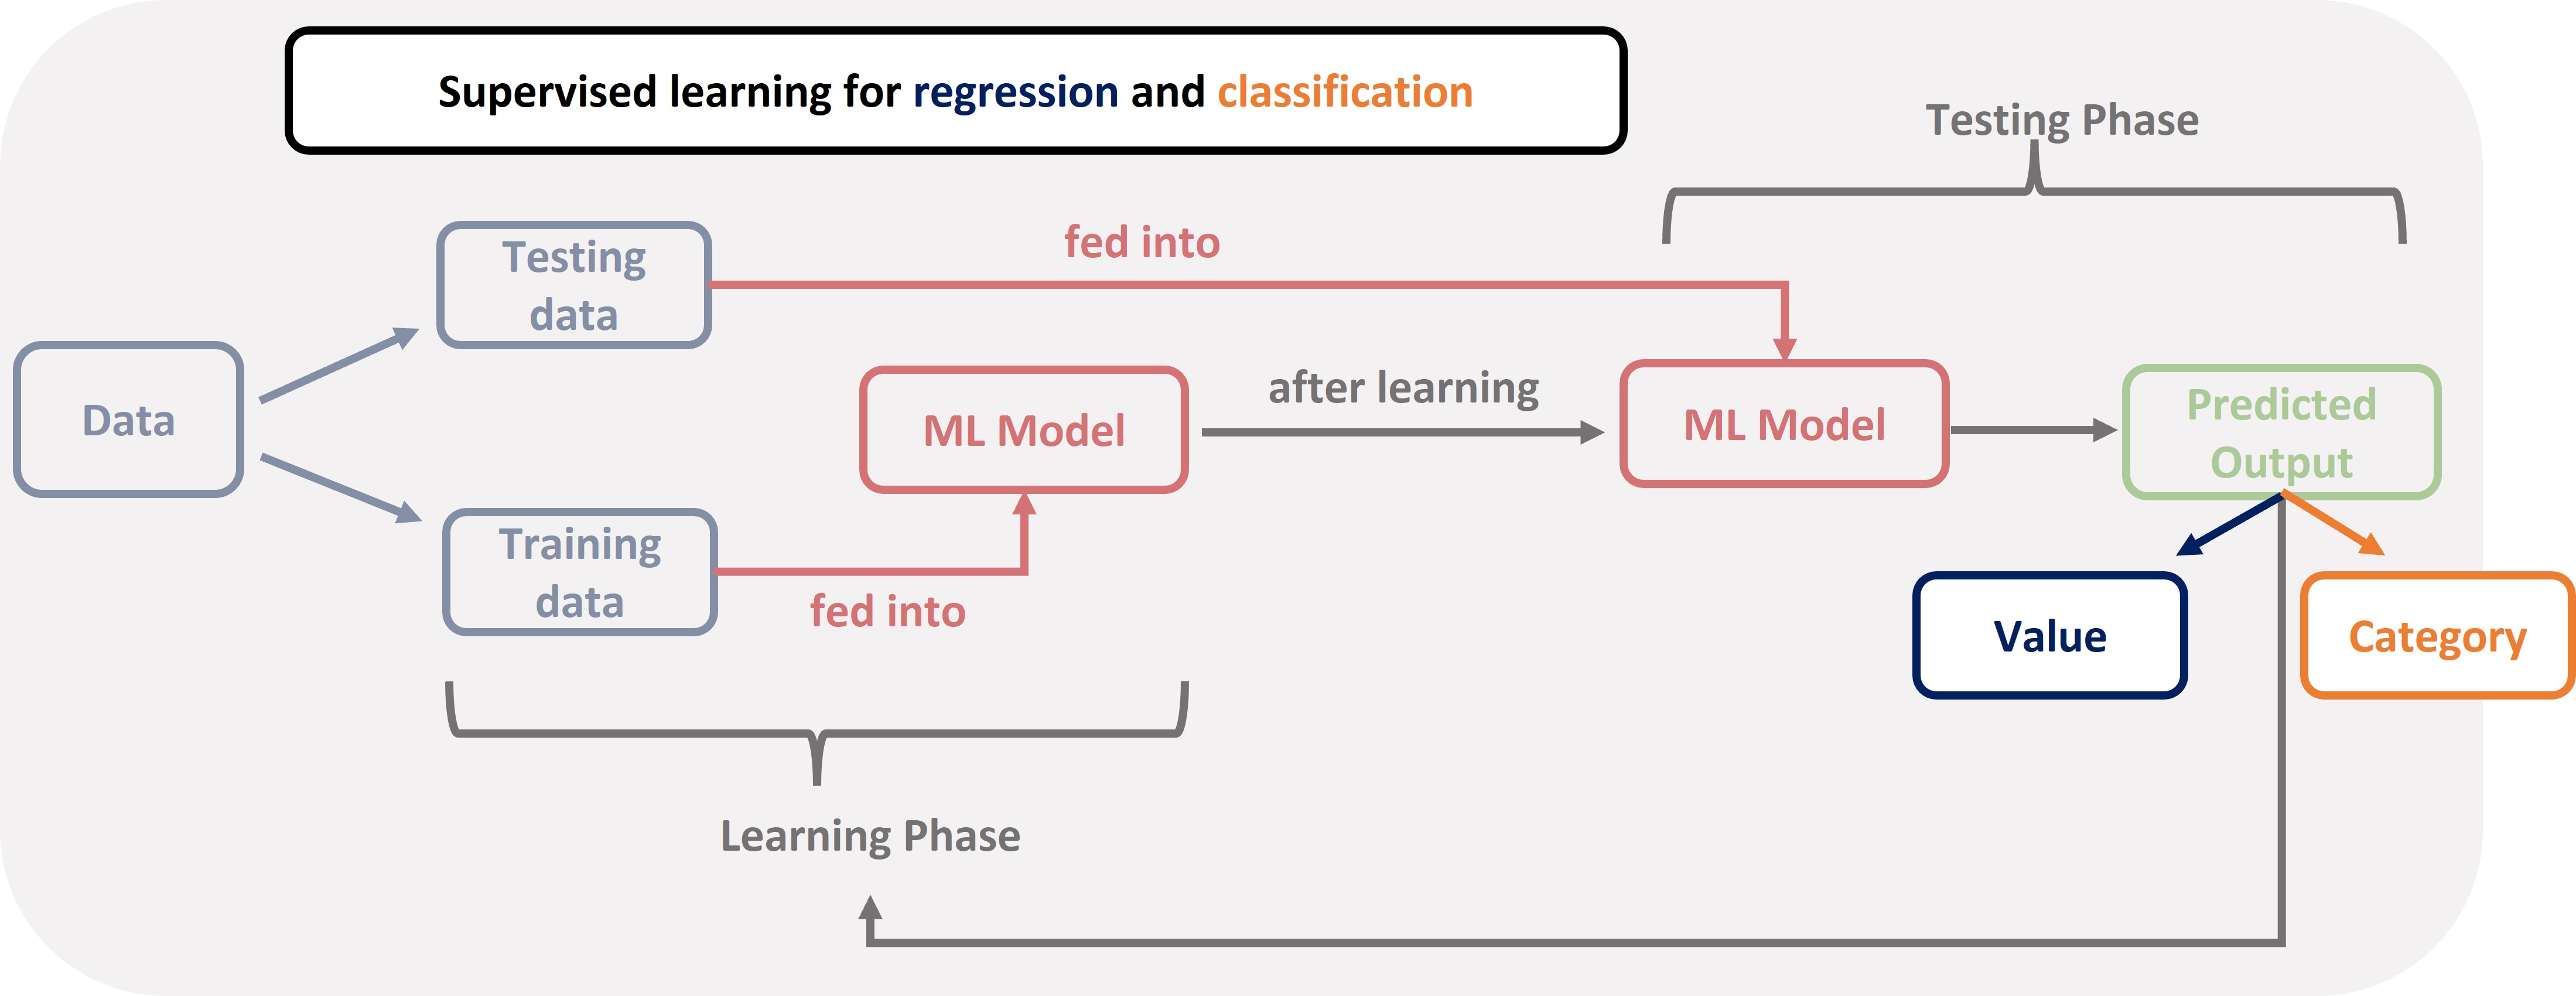 Supervised learning for regression and classification
Testing Phase
Testing
data
fed into
Data
ML Model
after learning
ML Model
Predicted
Output
Training
data
fed into
Value
Category
Learning Phase